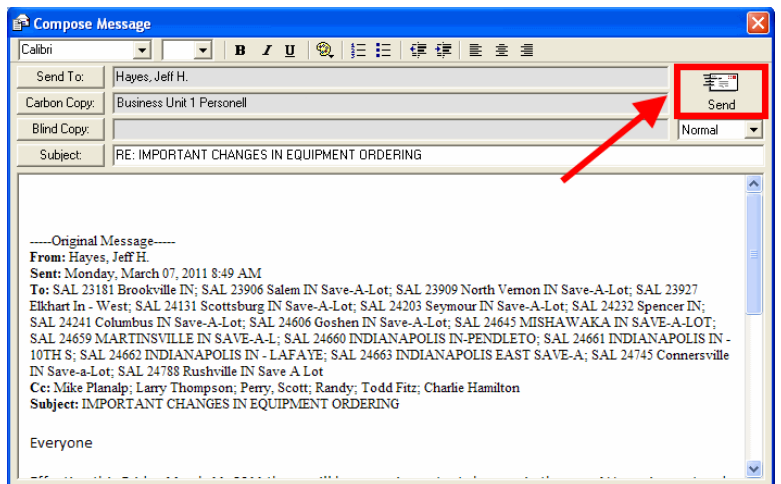 Compose Message
Calibri B I U
Send To: Hayes, Jeff H.
Carbon Copy: Business Unit 1 Personell
Send
Blind Copy: Normal
Subject: RE: IMPORTANT CHANGES IN EQUIPMENT ORDERING
-----Original Message-----
From: Hayes, Jeff H.
Sent: Monday, March 07, 2011 8:49 AM
To: SAL 23181 Brookville IN; SAL 23906 Salem IN Save-A-Lot; SAL 23909 North Vernon IN Save-A-Lot; SAL 23927
Elkhart In - West; SAL 24131 Scottsburg IN Save-A-Lot; SAL 24203 Seymour IN Save-A-Lot; SAL 24232 Spencer IN;
SAL 24241 Columbus IN Save-A-Lot; SAL 24606 Goshen IN Save-A-Lot; SAL 24645 MISHAWAKA IN SAVE-A-LOT;
SAL 24659 MARTINSVILLE IN SAVE-A-L; SAL 24660 INDIANAPOLIS IN-PENDLETO; SAL 24661 INDIANAPOLIS IN -
10TH S; SAL 24662 INDIANAPOLIS IN - LAFAYE; SAL 24663 INDIANAPOLIS EAST SAVE-A; SAL 24745 Connersville
IN Save-a-Lot; SAL 24788 Rushville IN Save A Lot
Cc: Mike Planalp; Larry Thompson; Perry, Scott; Randy; Todd Fitz; Charlie Hamilton
Subject: IMPORTANT CHANGES IN EQUIPMENT ORDERING
Everyone